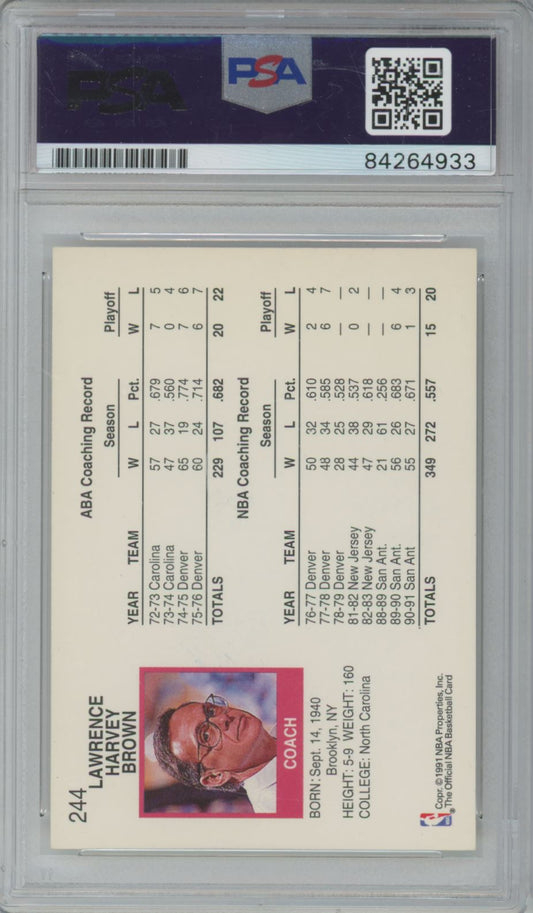 PSA
PSA
84264933
244
LAWRENCE
HARVEY
BROWN
COACH
BORN: Sept. 14, 1940
Brooklyn, NY
HEIGHT: 5-9 WEIGHT: 160
COLLEGE: North Carolina
Copr. ©1991 NBA Properties, Inc.
The Official NBA Basketball Card
ABA Coaching Record
Season Playoff
YEAR TEAM W L Pct. W L
72-73 Carolina 57 27 .679 7 5
73-74 Carolina 47 37 .560 0 4
74-75 Denver 65 19 .774 7 6
75-76 Denver 60 24 .714 6 7
TOTALS 229 107 .682 20 22
NBA Coaching Record
Season Playoff
YEAR TEAM W L Pct. W L
76-77 Denver 50 32 .610 2 4
77-78 Denver 48 34 .585 6 7
78-79 Denver 28 25 .528 — —
81-82 New Jersey 44 38 .537 0 2
82-83 New Jersey 47 29 .618 — —
88-89 San Ant. 21 61 .256 — —
89-90 San Ant. 56 26 .683 6 4
90-91 San Ant 55 27 .671 1 3
TOTALS 349 272 .557 15 20